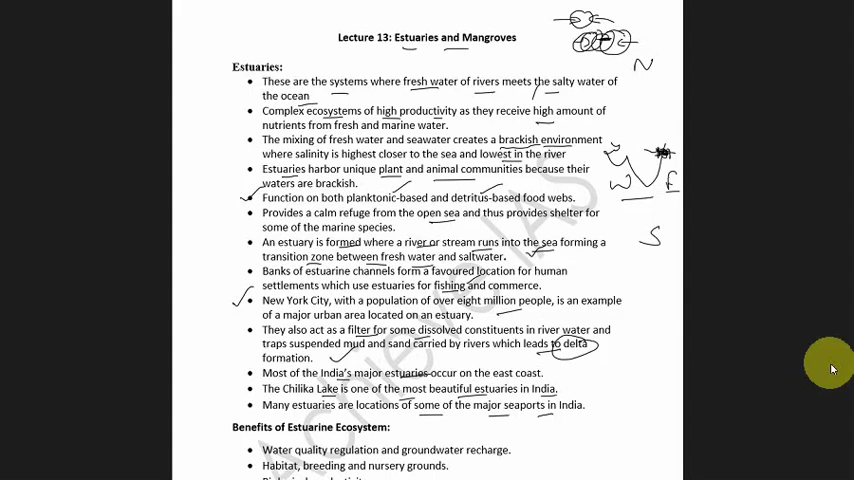 Lecture 13: Estuaries and Mangroves
N
Estuaries:
• These are the systems where fresh water of rivers meets the salty water of
the ocean
• Complex ecosystems of high productivity as they receive high amount of
nutrients from fresh and marine water.
• The mixing of fresh water and seawater creates a brackish environment
where salinity is highest closer to the sea and lowest in the river
• Estuaries harbor unique plant and animal communities because their
waters are brackish.
W E
• Function on both planktonic-based and detritus-based food webs.
• Provides a calm refuge from the open sea and thus provides shelter for
some of the marine species.
S
• An estuary is formed where a river or stream runs into the sea forming a
transition zone between fresh water and saltwater.
• Banks of estuarine channels form a favoured location for human
settlements which use estuaries for fishing and commerce.
• New York City, with a population of over eight million people, is an example
of a major urban area located on an estuary.
• They also act as a filter for some dissolved constituents in river water and
traps suspended mud and sand carried by rivers which leads to delta
formation.
• Most of the India's major estuaries occur on the east coast.
• The Chilika Lake is one of the most beautiful estuaries in India.
• Many estuaries are locations of some of the major seaports in India.
Benefits of Estuarine Ecosystem:
• Water quality regulation and groundwater recharge.
• Habitat, breeding and nursery grounds.
Achieve IAS